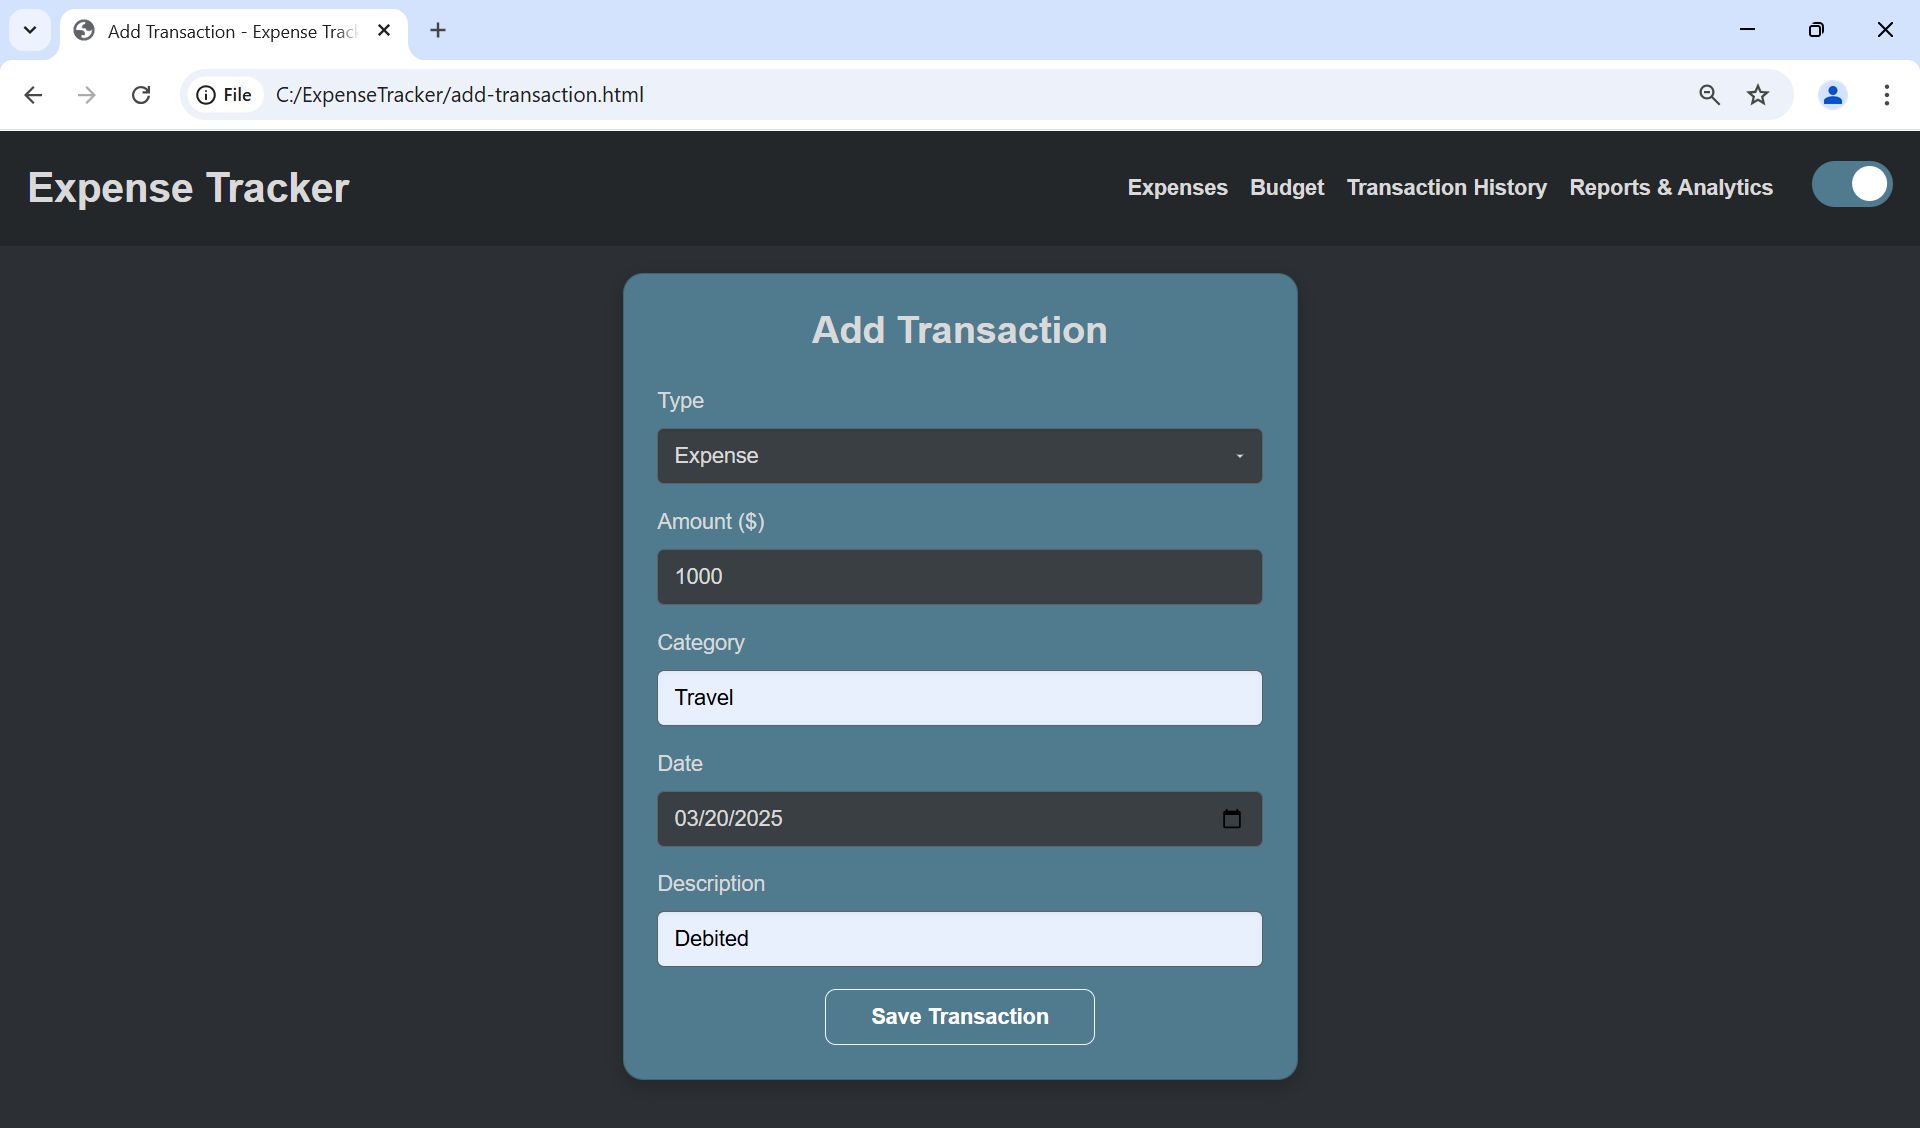 Add Transaction - Expense Trac
File C:/ExpenseTracker/add-transaction.html
Expense Tracker
Expenses Budget Transaction History Reports & Analytics
Add Transaction
Type
Expense
Amount ($)
1000
Category
Travel
Date
03/20/2025
Description
Debited
Save Transaction